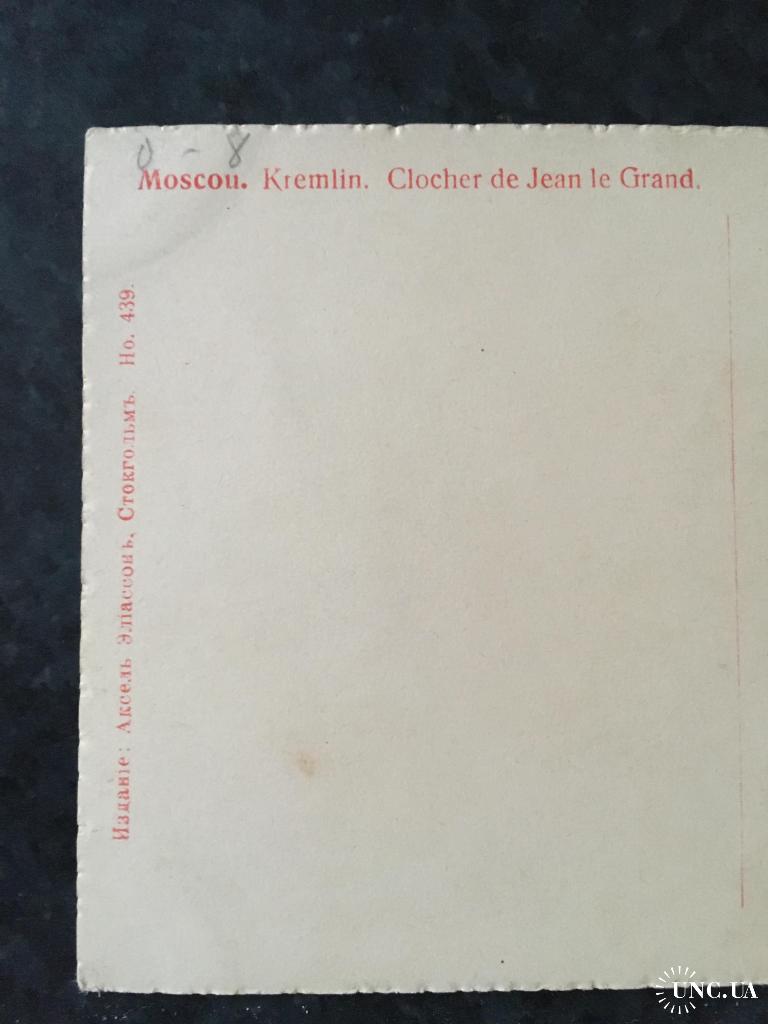 0 - 8
Moscou. Kremlin. Clocher de Jean le Grand.
Изданіе: Аксель Эліассонъ, Стокгольмъ. Но. 439.
UNC.UA